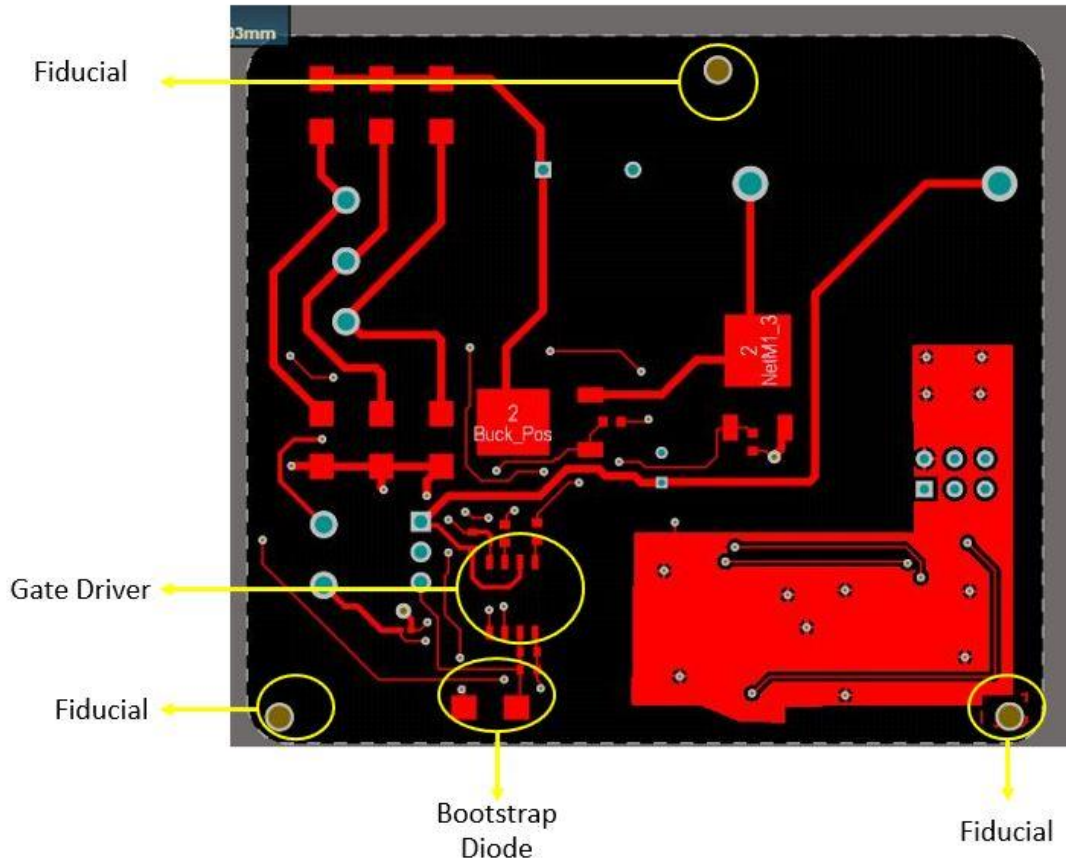 03mm
Fiducial
2
NetM1_3
2
Buck_Pos
Gate Driver
Fiducial
Bootstrap
Diode
Fiducial